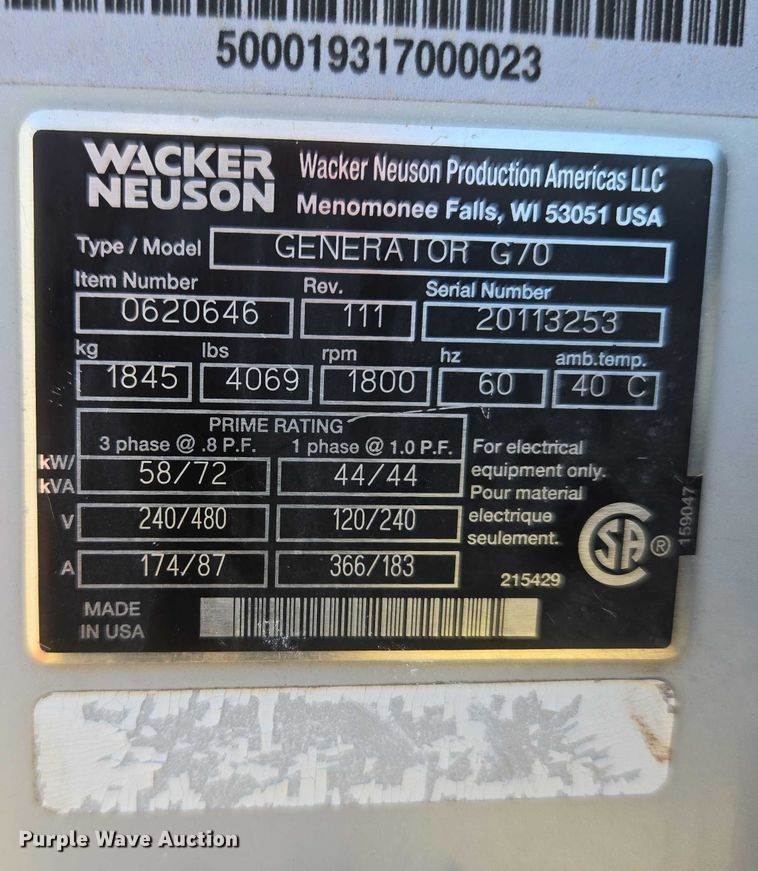 500019317000023
WACKER
NEUSON
Wacker Neuson Production Americas LLC
Menomonee Falls, WI 53051 USA
Type / Model GENERATOR G70
Item Number Rev. Serial Number
0620646 111 20113253
kg lbs rpm hz amb.temp.
1845 4069 1800 60 40 C
PRIME RATING
3 phase @ .8 P.F. 1 phase @ 1.0 P.F.
kW/
kVA 58/72 44/44
V 240/480 120/240
A 174/87 366/183
For electrical
equipment only.
Pour material
electrique
seulement.
SA ®
159047
215429
MADE
IN USA
Purple Wave Auction